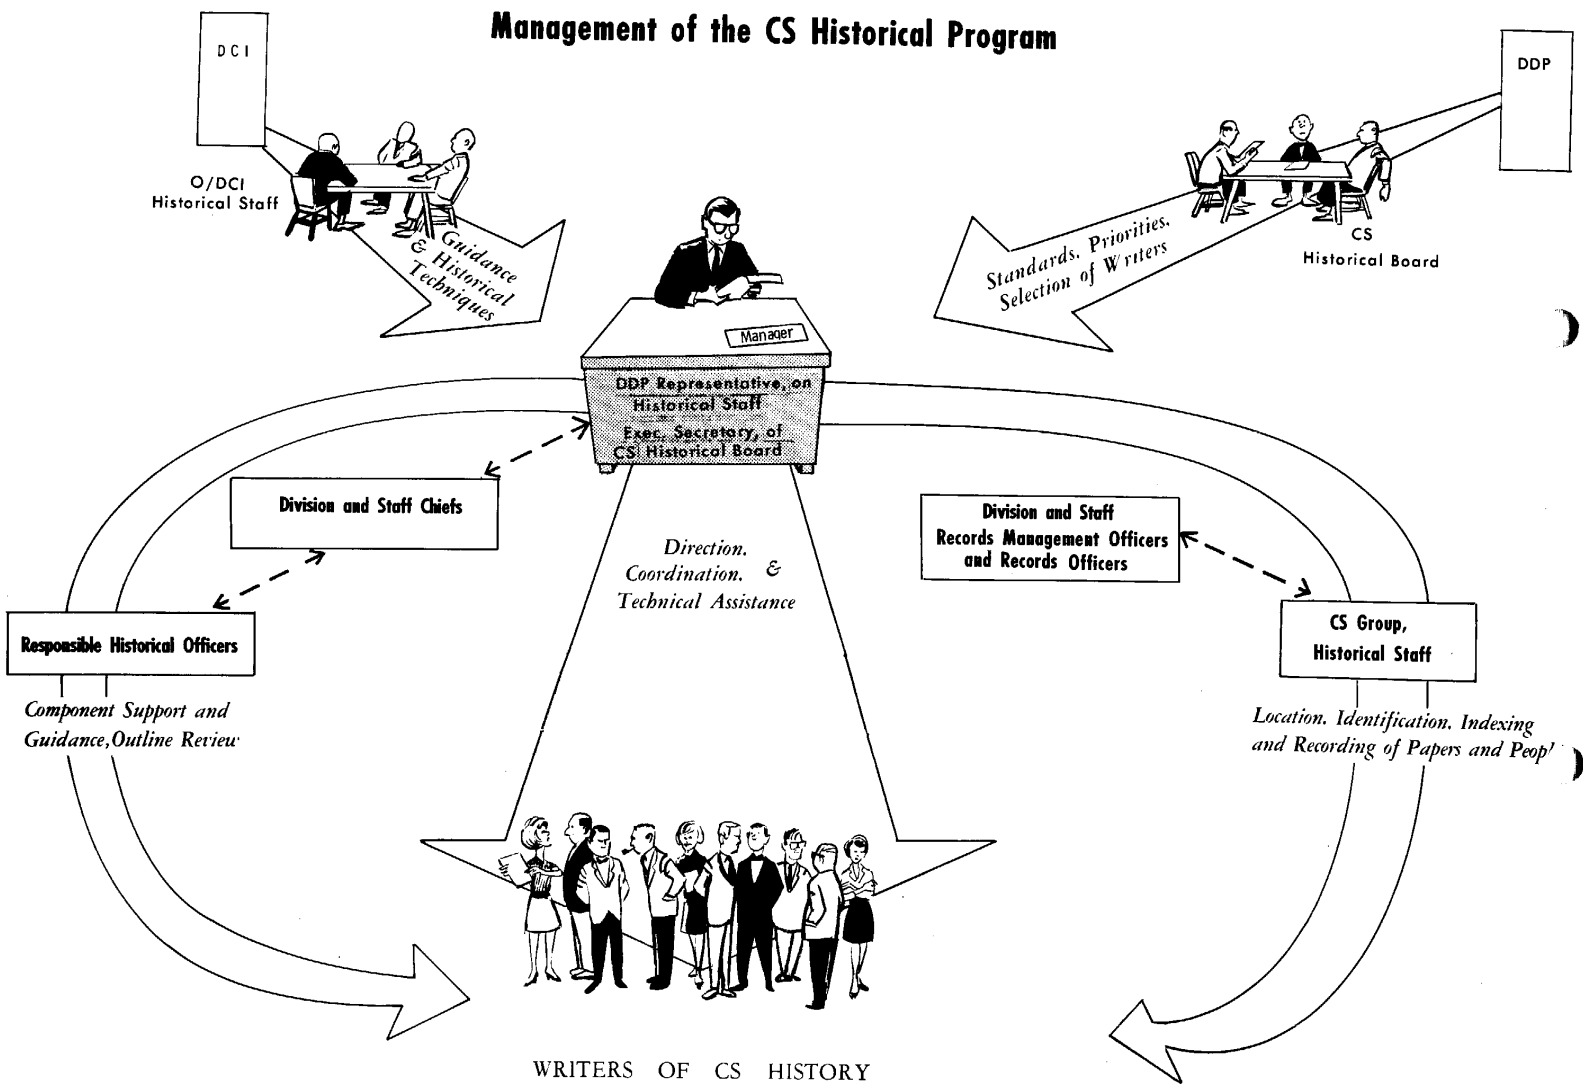 Management of the CS Historical Program
DCI
DDP
O/DCI
Historical Staff
CS
Historical Board
Guidance
& Historical
Techniques
Standards, Priorities,
Selection of Writers
Manager
DDP Representative, on
Historical Staff
Exec. Secretary, of
CS Historical Board
Division and Staff Chiefs
Division and Staff
Records Management Officers
and Records Officers
Direction,
Coordination, &
Technical Assistance
Responsible Historical Officers
CS Group,
Historical Staff
Component Support and
Guidance, Outline Review
Location, Identification, Indexing
and Recording of Papers and
WRITERS OF CS HISTORY